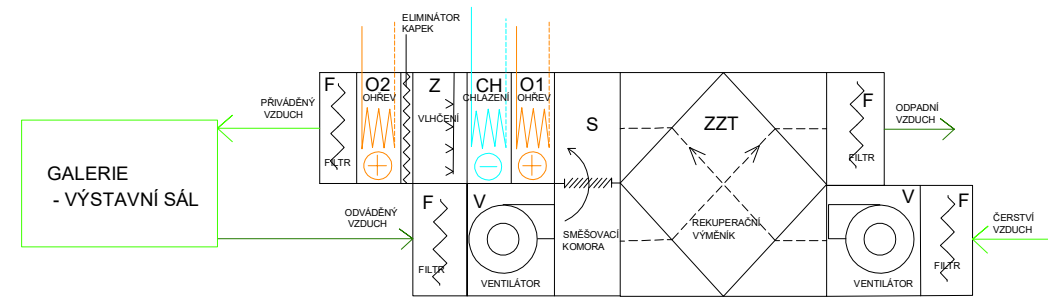 ELIMINÁTOR
KAPEK
F
O2
OHŘEV
Z
VLHČENÍ
CH
CHLAZENÍ
O1
OHŘEV
S
ZZT
F
FILTR
PŘIVÁDĚNÝ
VZDUCH
FILTR
ODPADNÍ
VZDUCH
GALERIE
- VÝSTAVNÍ SÁL
ODVÁDĚNÝ
VZDUCH
F
FILTR
V
VENTILÁTOR
SMĚŠOVACÍ
KOMORA
REKUPERAČNÍ
VÝMĚNÍK
V
VENTILÁTOR
F
FILTR
ČERSTVÍ
VZDUCH